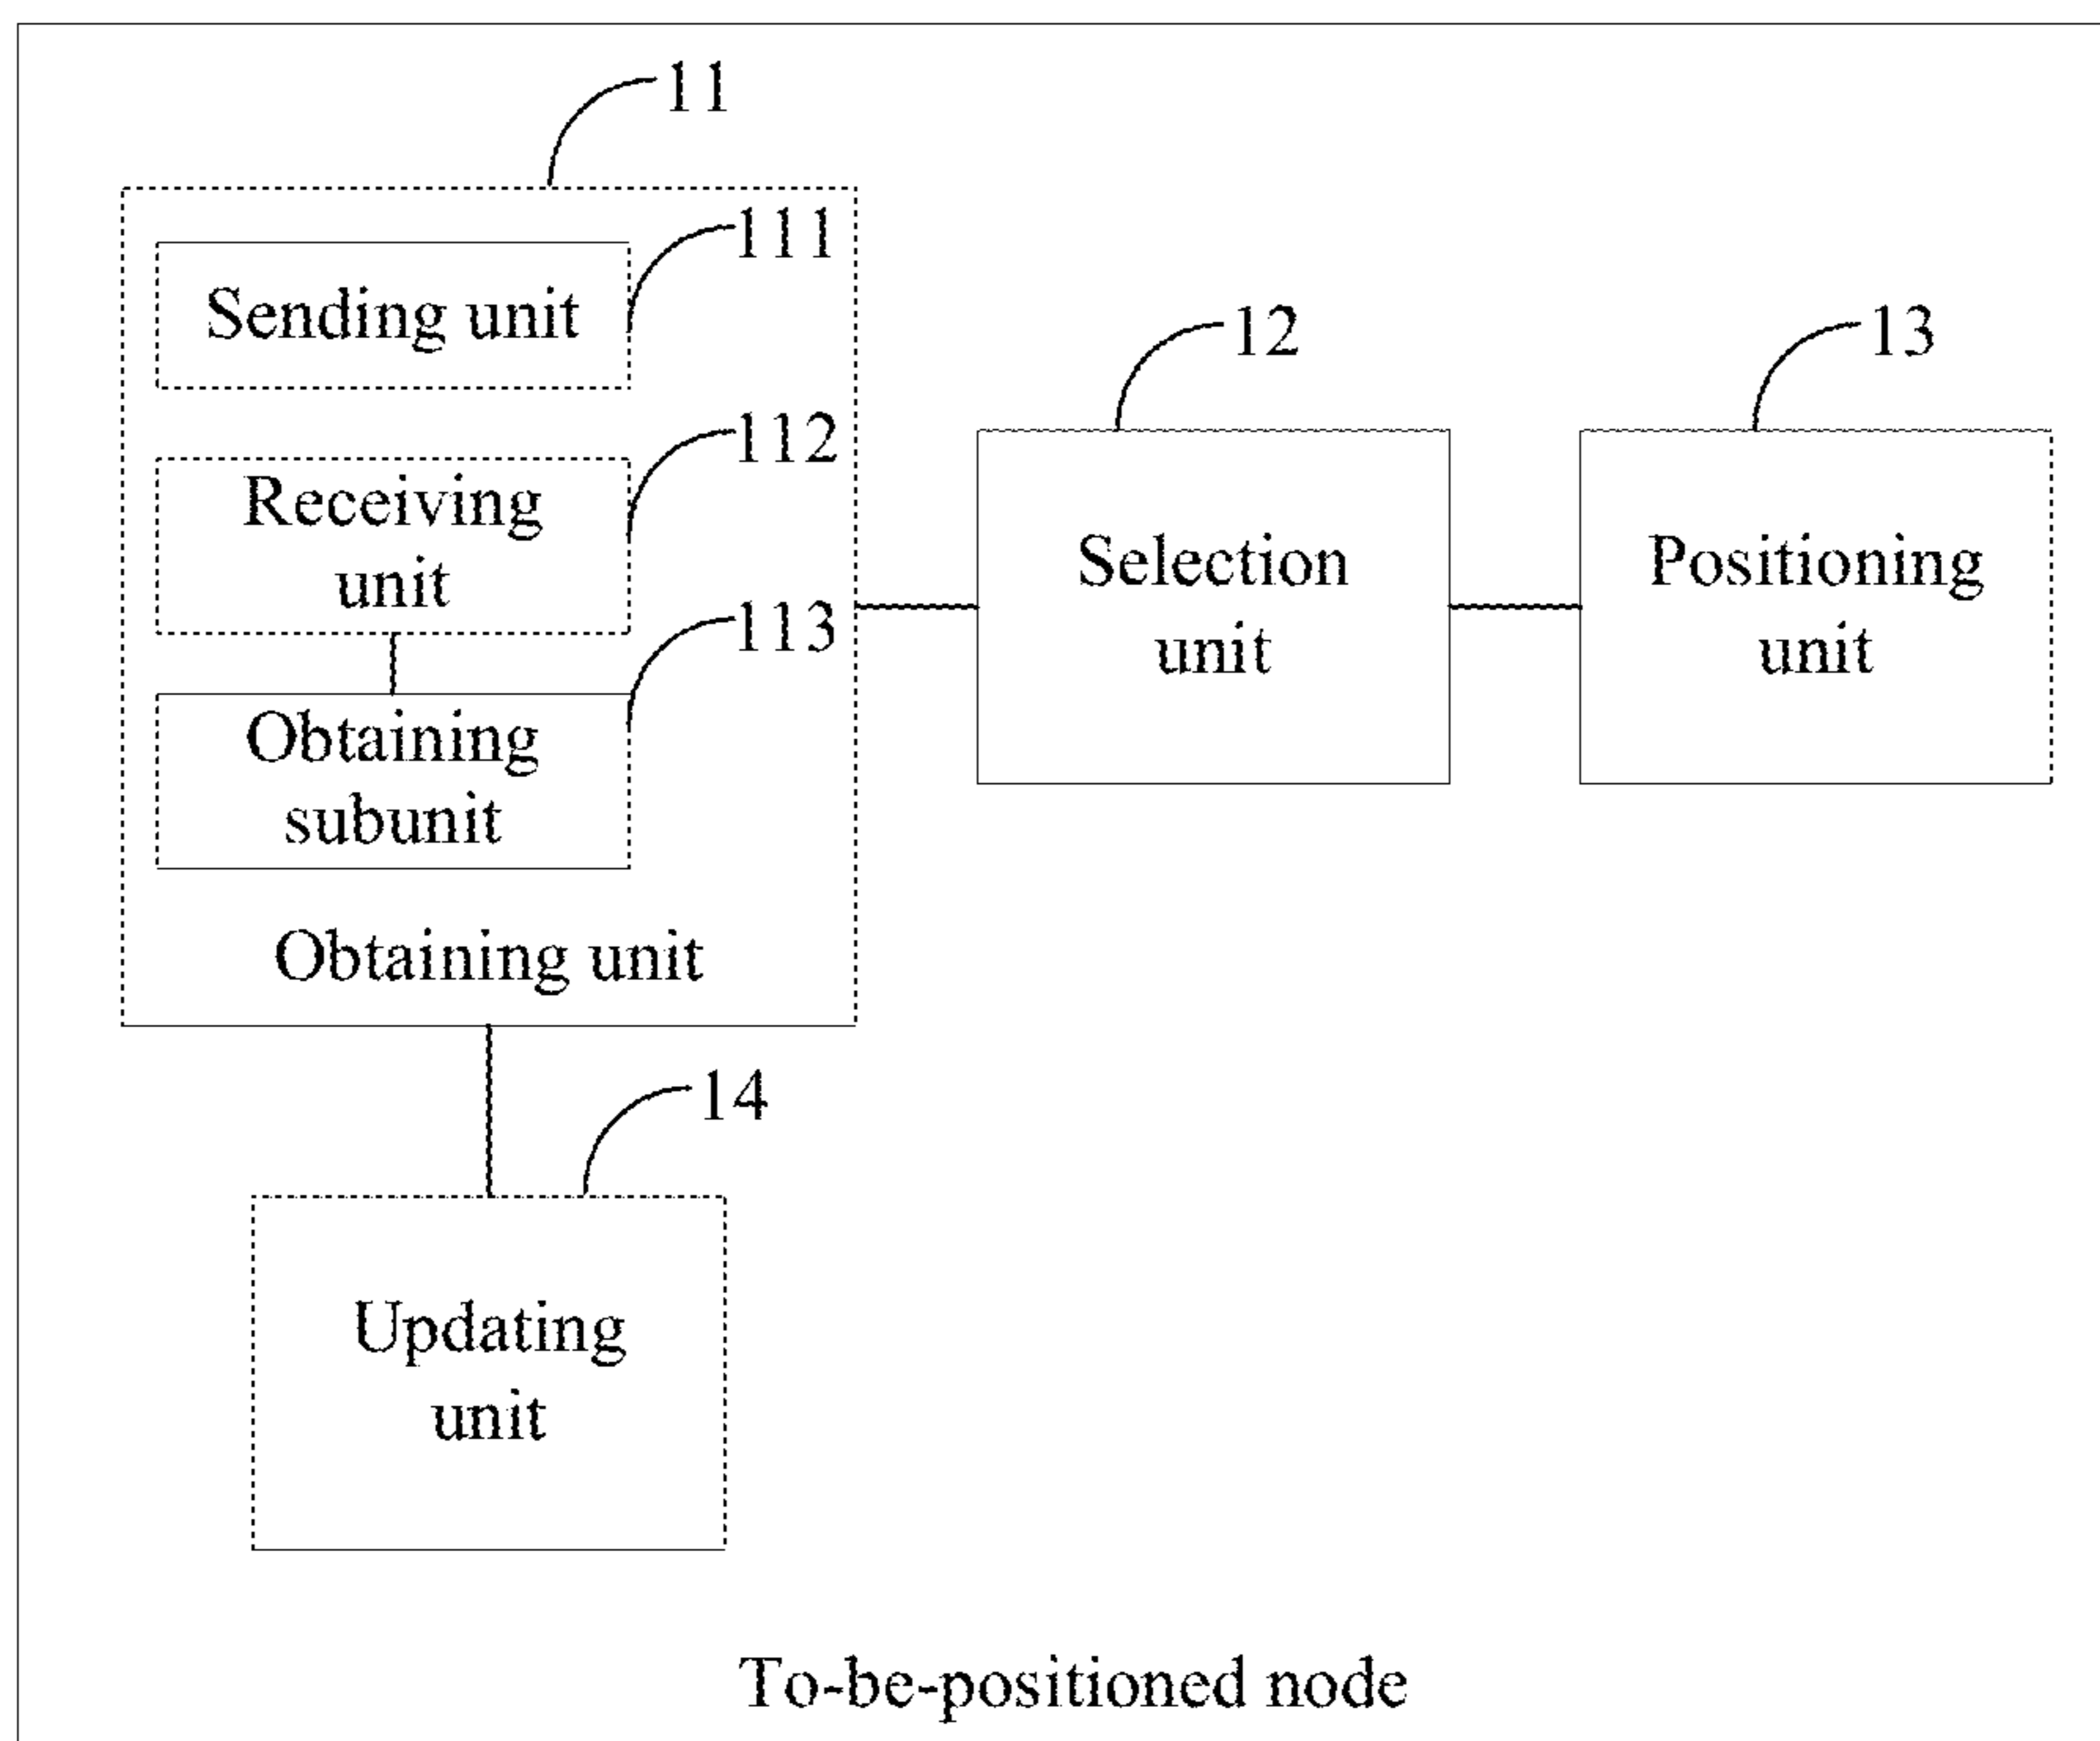 11
111
Sending unit
12
13
112
Receiving
unit
Selection
unit
Positioning
unit
113
Obtaining
subunit
Obtaining unit
14
Updating
unit
To-be-positioned node